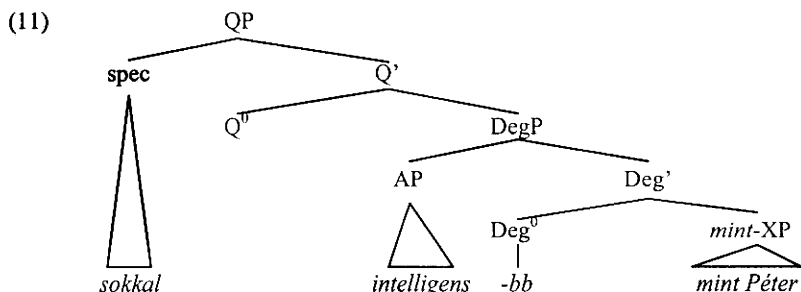 (11) QP
spec Q’
Q⁰ DegP
AP Deg’
Deg⁰ mint-XP
sokkal intelligens -bb mint Péter